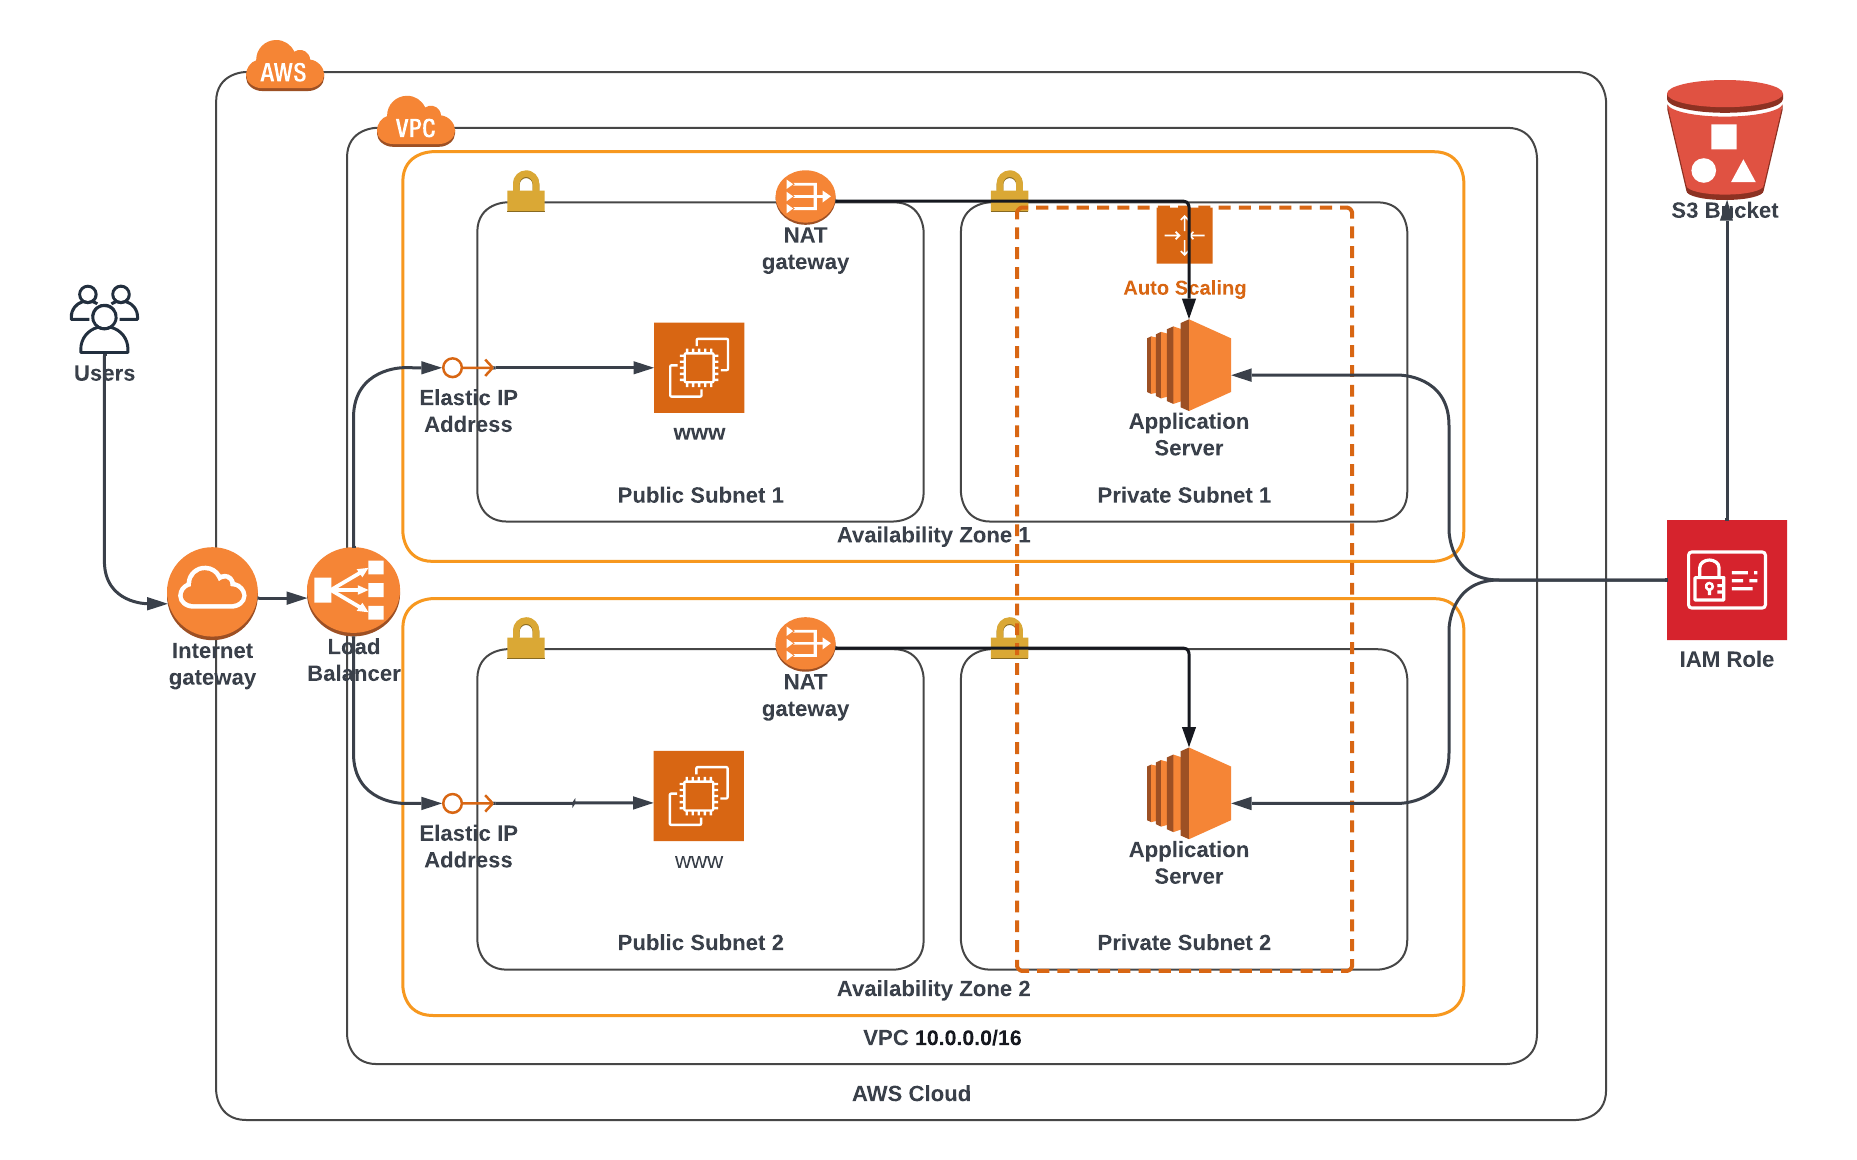 AWS
VPC
S3 Bucket
NAT
gateway
Auto Scaling
Users
Elastic IP
Address
www
Application
Server
Public Subnet 1
Private Subnet 1
Availability Zone 1
Internet
gateway
Load
Balancer
IAM Role
NAT
gateway
Elastic IP
Address
www
Application
Server
Public Subnet 2
Private Subnet 2
Availability Zone 2
VPC 10.0.0.0/16
AWS Cloud